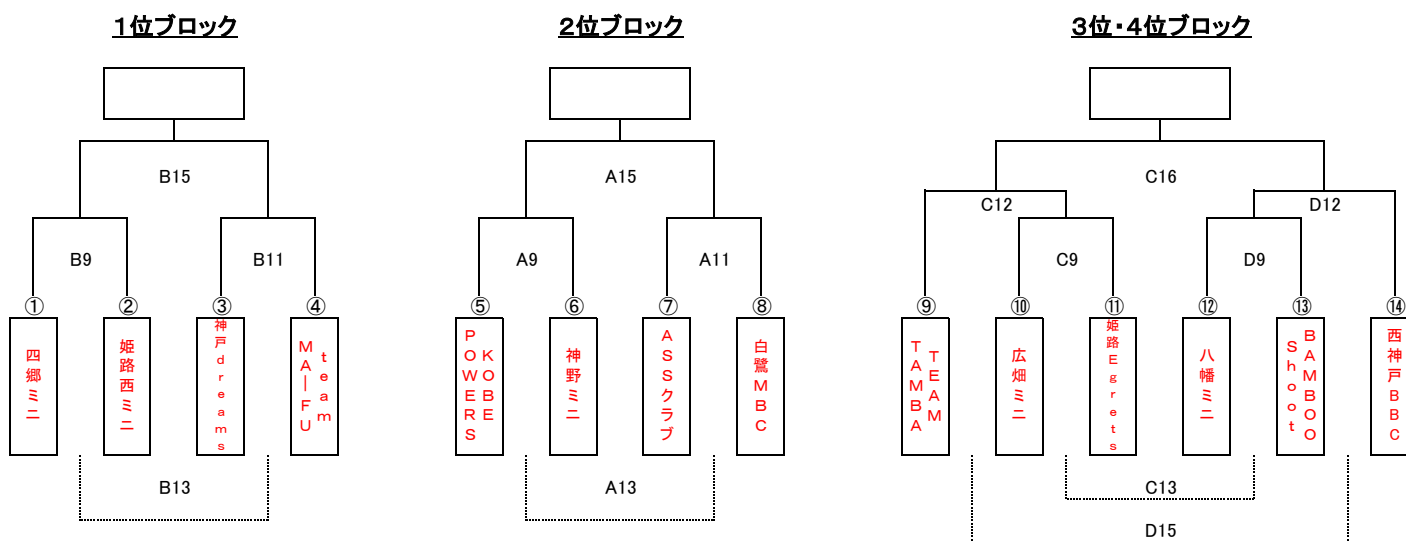 1位ブロック
2位ブロック
3位・4位ブロック
B15
A15
C16
C12
D12
B9
B11
A9
A11
C9
D9
①
②
③
④
⑤
⑥
⑦
⑧
⑨
⑩
⑪
⑫
⑬
⑭
四郷ミニ
姫路西ミニ
神戸dreams
team
MA―FU
KOBE
POWERS
神野ミニ
ASSクラブ
白鷺MBC
TEAM
TAMBA
広畑ミニ
姫路Egrets
八幡ミニ
BAMBOO
Shoot
西神戸BBC
B13
A13
C13
D15